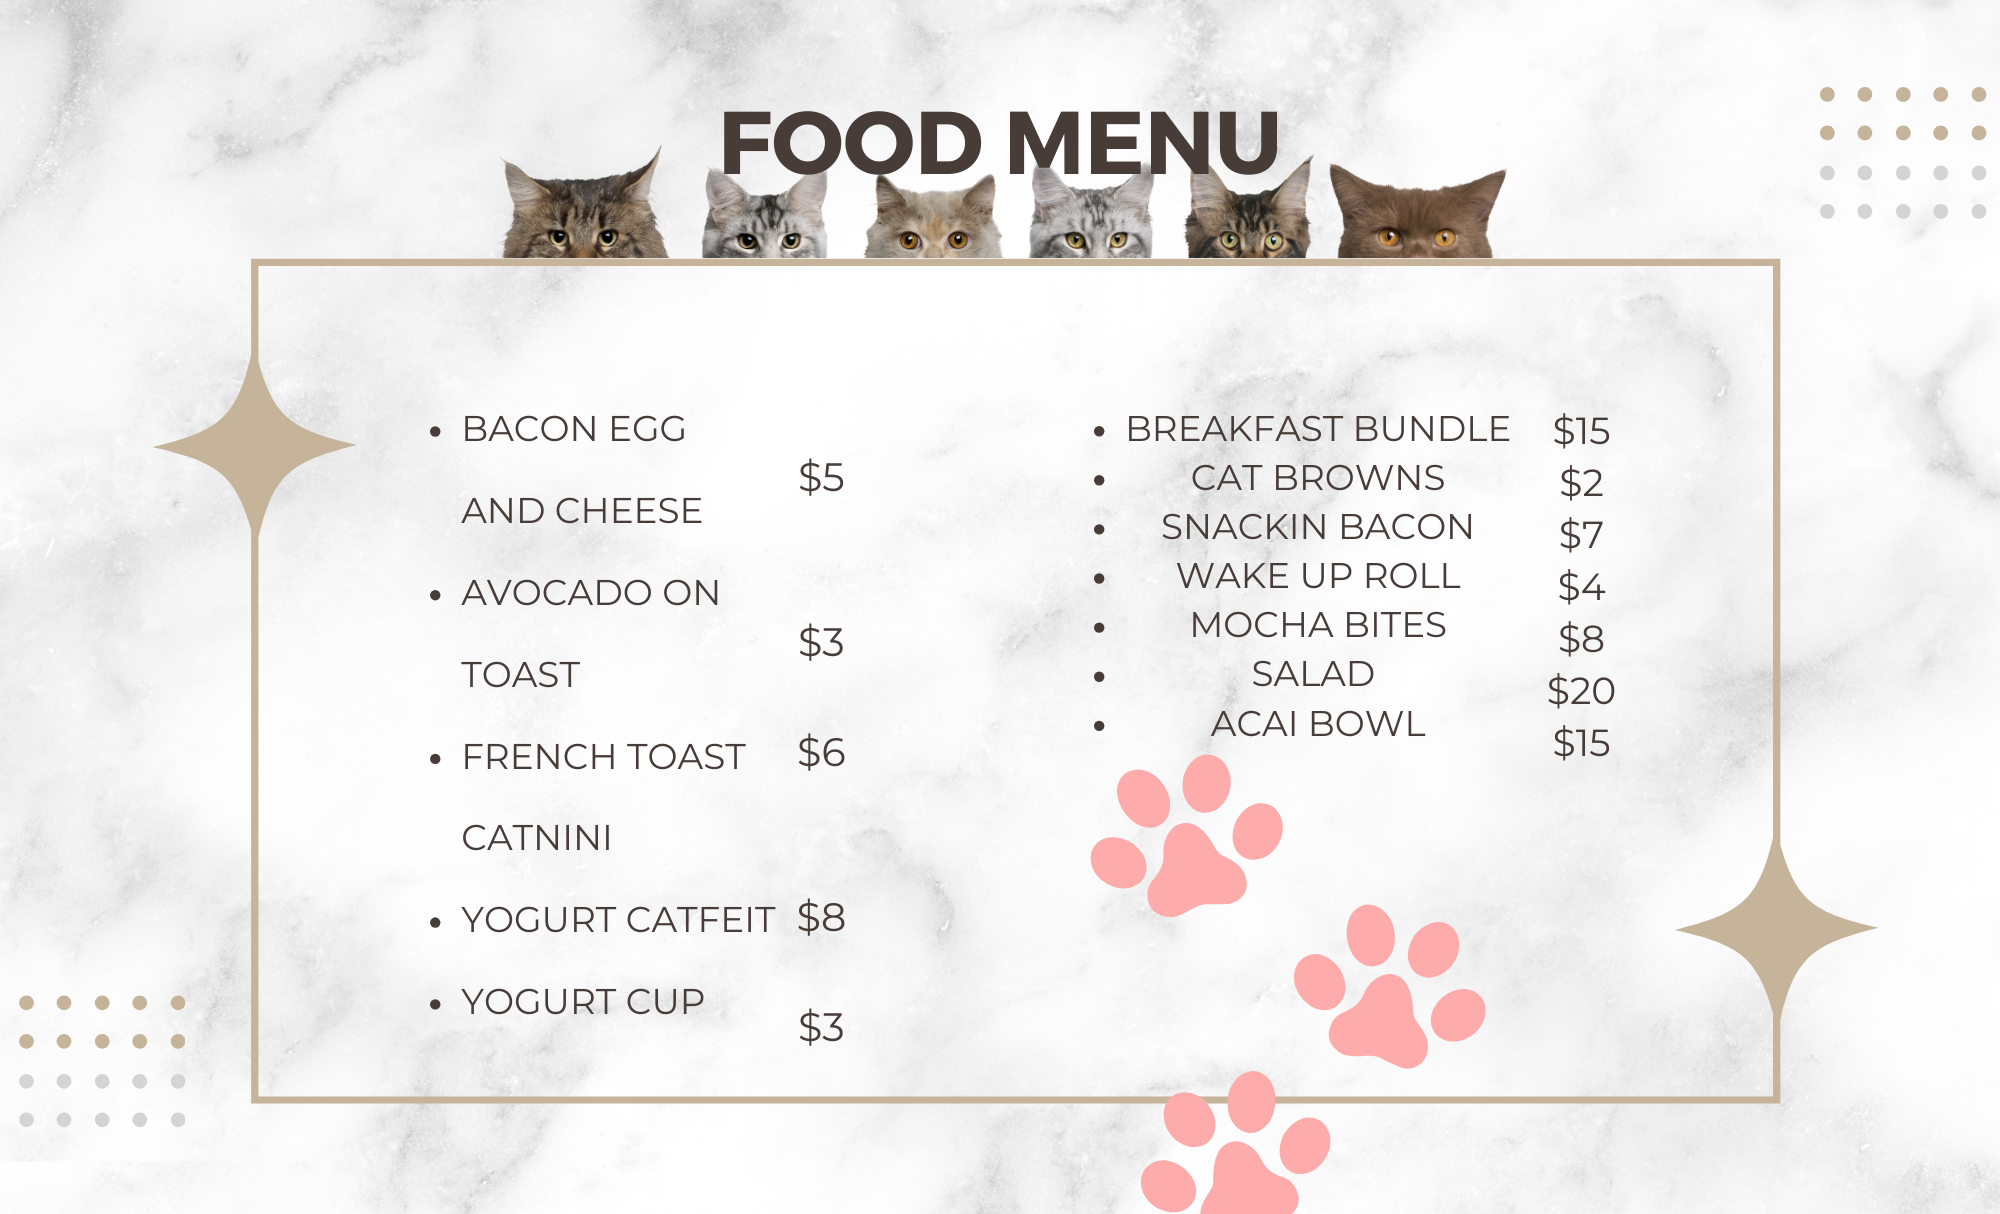 FOOD MENU
BACON EGG
AND CHEESE
$5
AVOCADO ON
TOAST
$3
FRENCH TOAST $6
CATNINI
YOGURT CATFEIT $8
YOGURT CUP
$3
BREAKFAST BUNDLE $15
CAT BROWNS $2
SNACKIN BACON $7
WAKE UP ROLL $4
MOCHA BITES $8
SALAD $20
ACAI BOWL $15